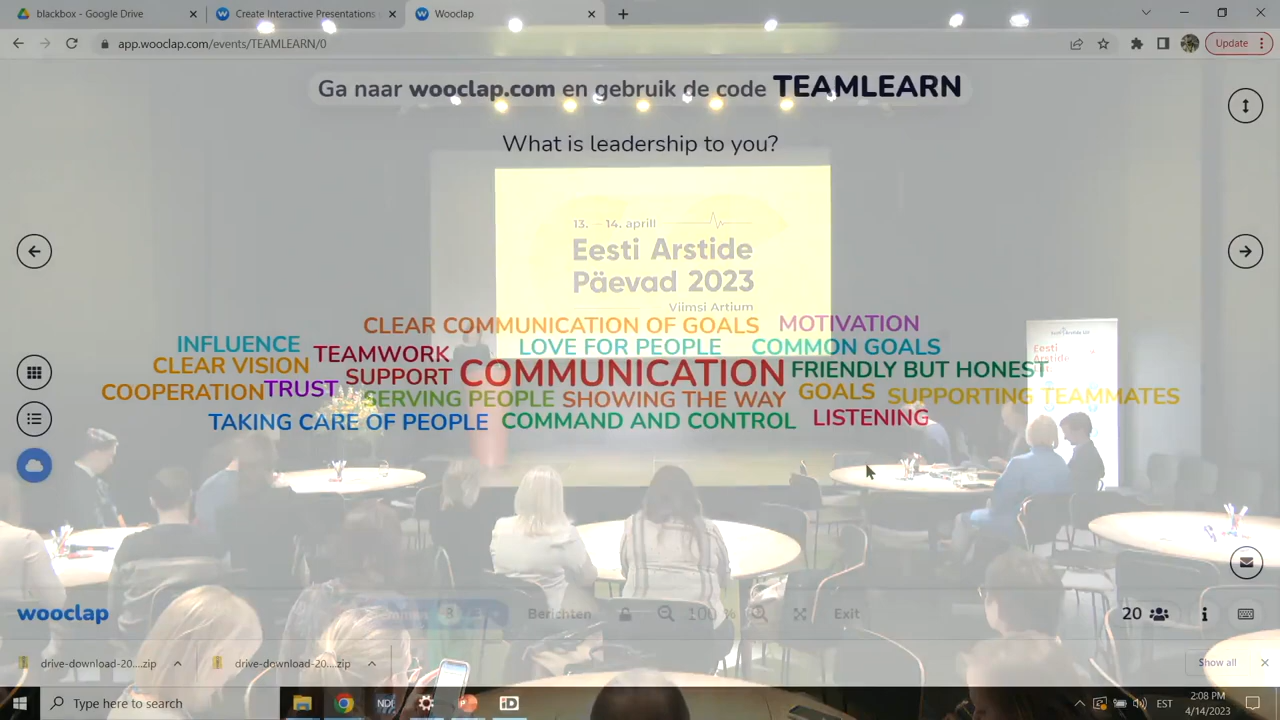 blackbox - Google Drive
Create Interactive Presentations
Wooclap
app.wooclap.com/events/TEAMLEARN/0
Update
Ga naar wooclap.com en gebruik de code TEAMLEARN
What is leadership to you?
13. – 14. aprill
Eesti Arstide
Päevad 2023
Viimsi Artium
CLEAR COMMUNICATION OF GOALS
MOTIVATION
INFLUENCE
TEAMWORK
LOVE FOR PEOPLE
COMMON GOALS
Eesti
Arstide
CLEAR VISION
SUPPORT
COMMUNICATION
FRIENDLY BUT HONEST
COOPERATION
TRUST
SERVING PEOPLE
SHOWING THE WAY
GOALS
SUPPORTING TEAMMATES
TAKING CARE OF PEOPLE
COMMAND AND CONTROL
LISTENING
wooclap
Berichten
100 %
Exit
20
drive-download-20....zip
drive-download-20....zip
Show all
Type here to search
NDI
EST
2:08 PM
4/14/2023